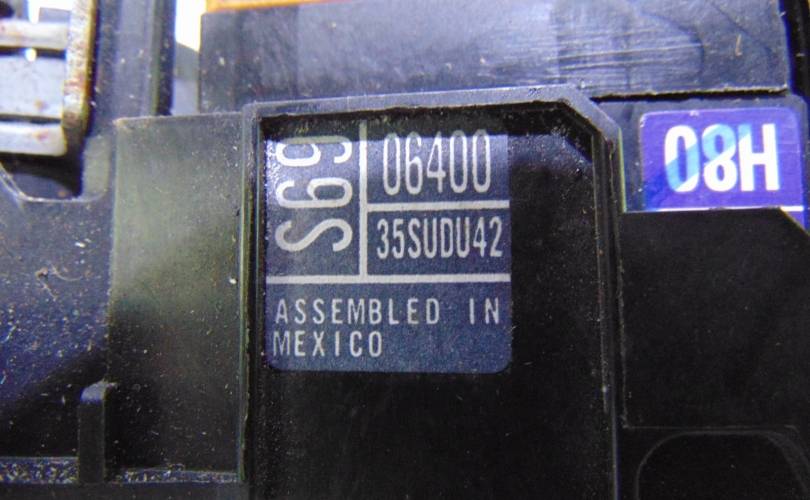 S69
06400
35SUDU42
ASSEMBLED IN
MEXICO
08H